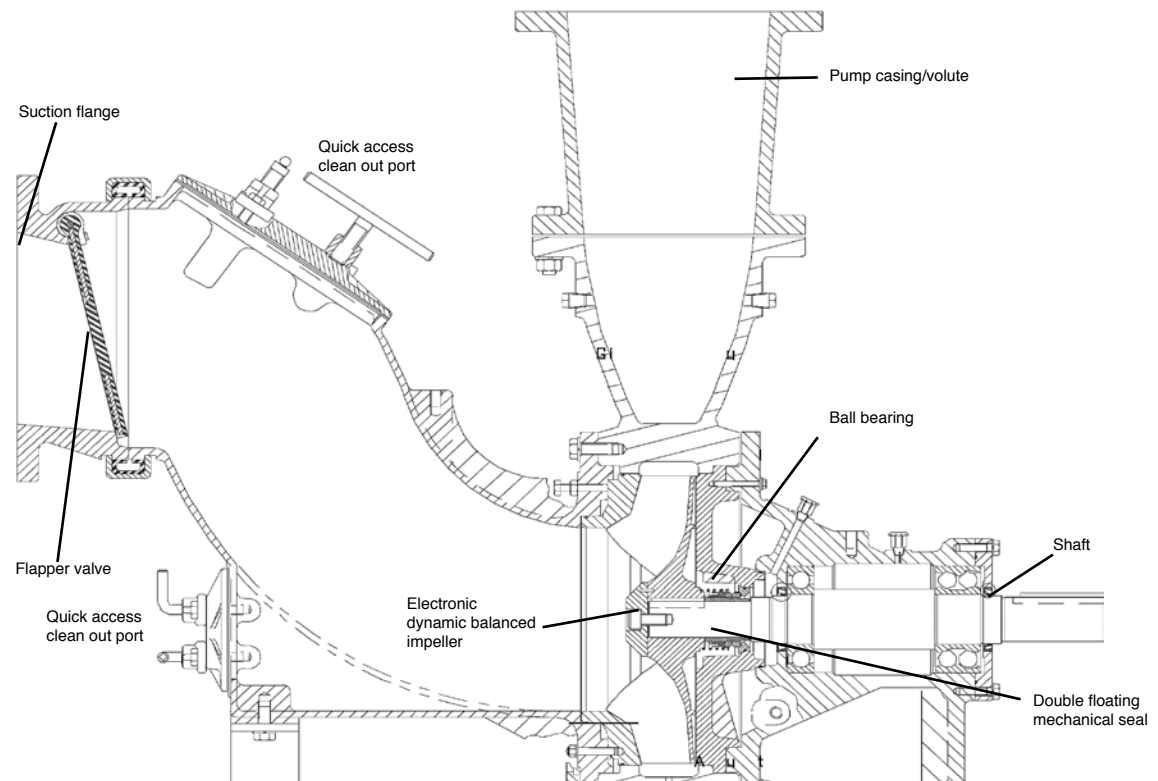 Pump casing/volute
Suction flange
Quick access
clean out port
Gi
u
Ball bearing
Shaft
Flapper valve
Quick access
clean out port
Electronic
dynamic balanced
impeller
Double floating
mechanical seal
A u t